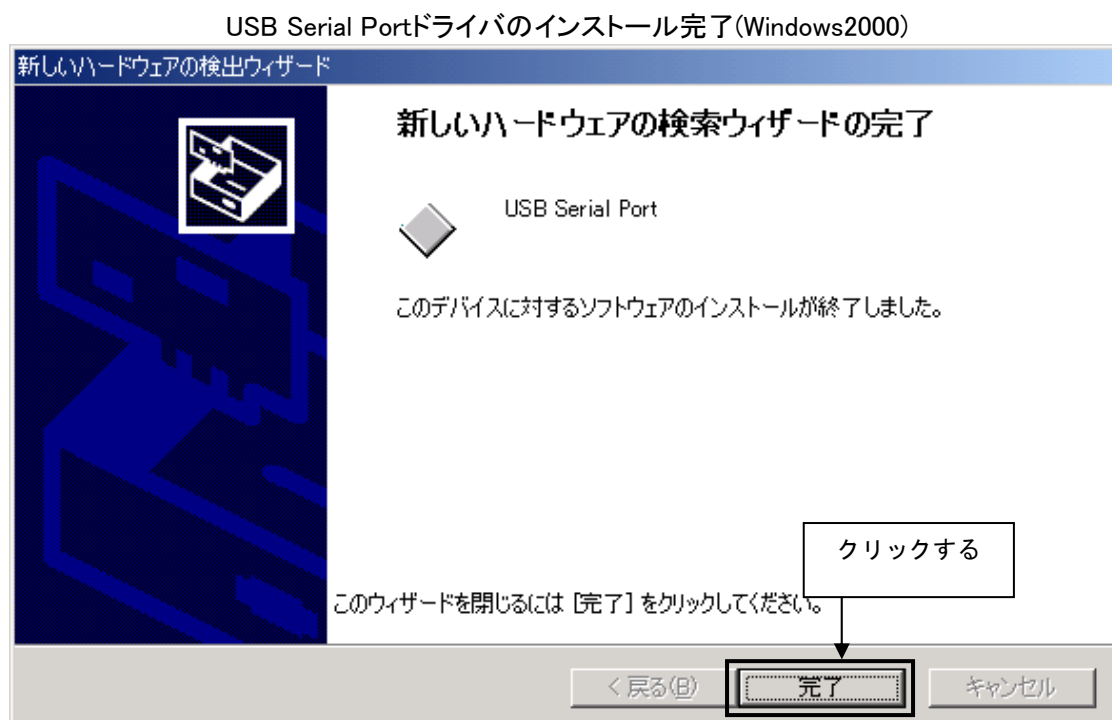 USB Serial Portドライバのインストール完了(Windows2000)
新しいハードウェアの検出ウィザード
新しいハードウェアの検索ウィザードの完了
USB Serial Port
このデバイスに対するソフトウェアのインストールが終了しました。
クリックする
このウィザードを閉じるには [完了] をクリックしてください。
< 戻る(B)
完了
キャンセル